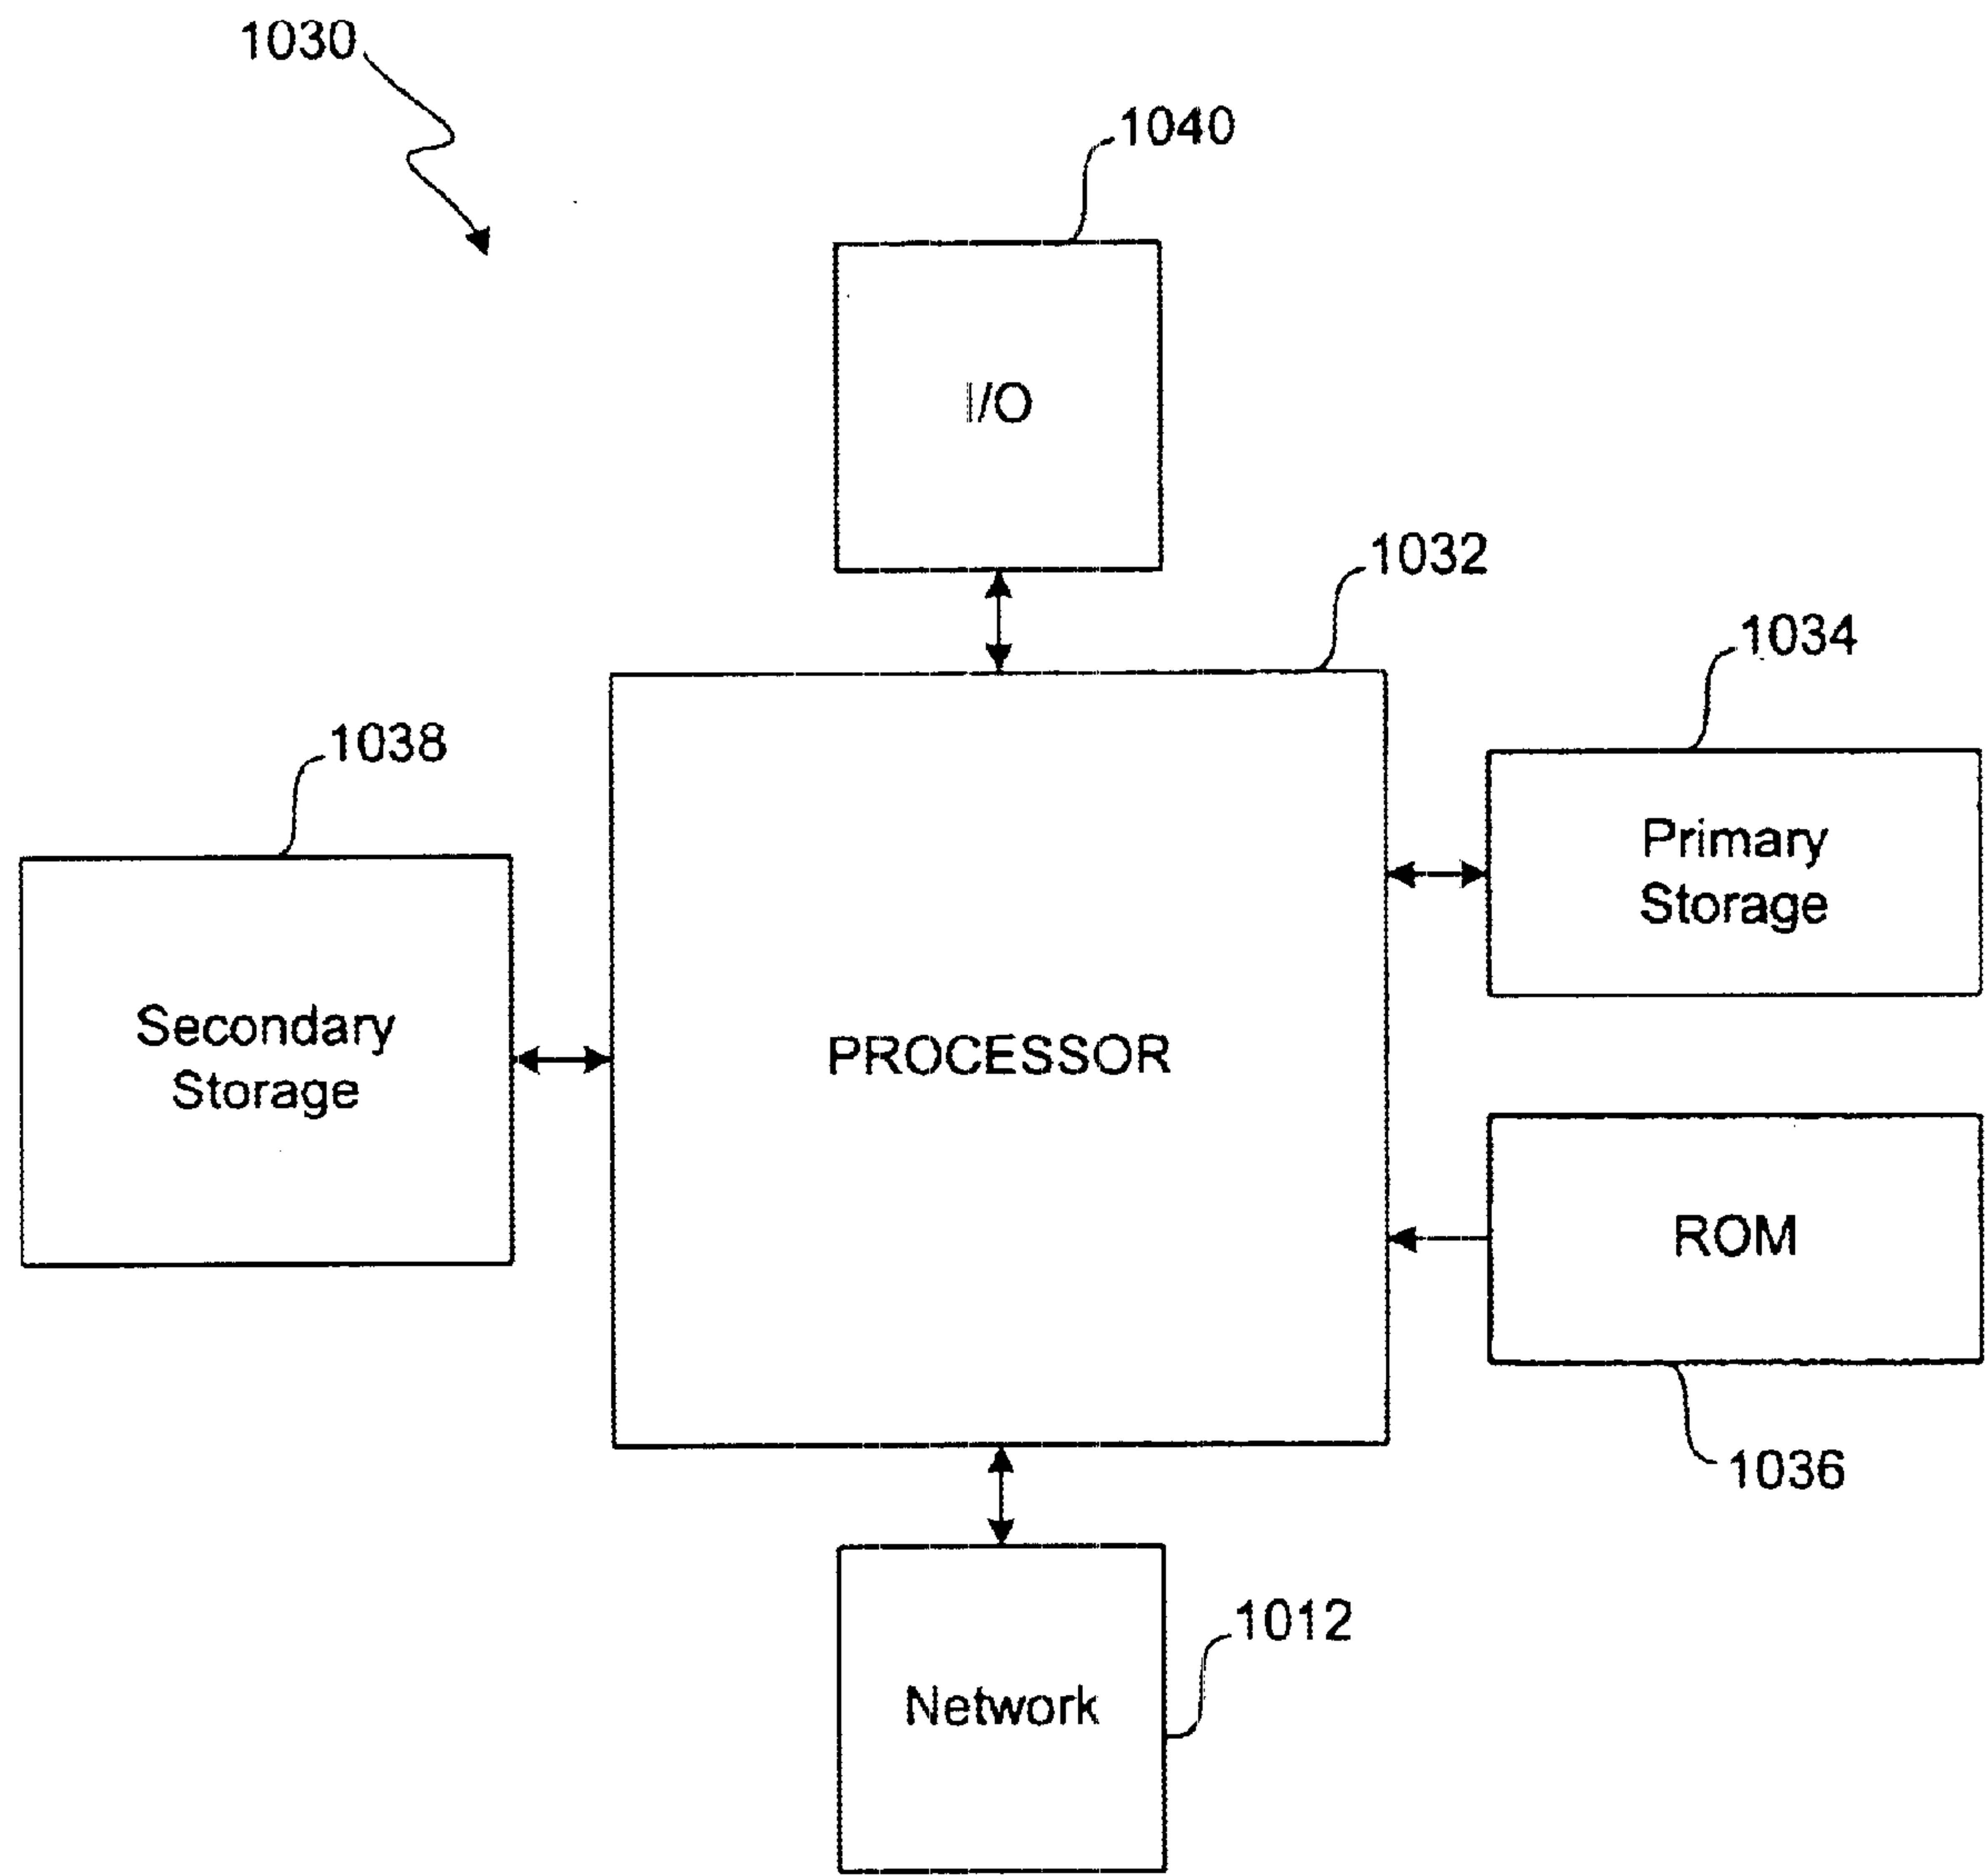 1030
1040
I/O
1032
1034
1038
Primary
Storage
Secondary
Storage
PROCESSOR
ROM
1036
1012
Network